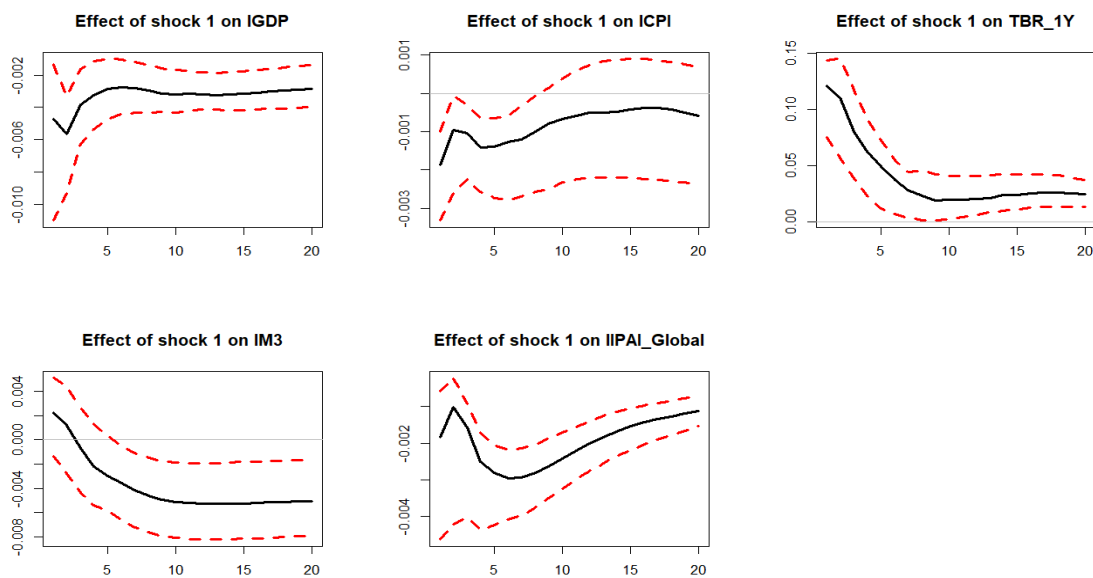 Effect of shock 1 on lGDP
-0.002
-0.006
-0.010
5 10 15 20
Effect of shock 1 on lCPI
0.001
-0.001
-0.003
5 10 15 20
Effect of shock 1 on TBR_1Y
0.15
0.10
0.05
0.00
5 10 15 20
Effect of shock 1 on lM3
0.004
0.000
-0.004
-0.008
5 10 15 20
Effect of shock 1 on lIPAI_Global
-0.002
-0.004
5 10 15 20